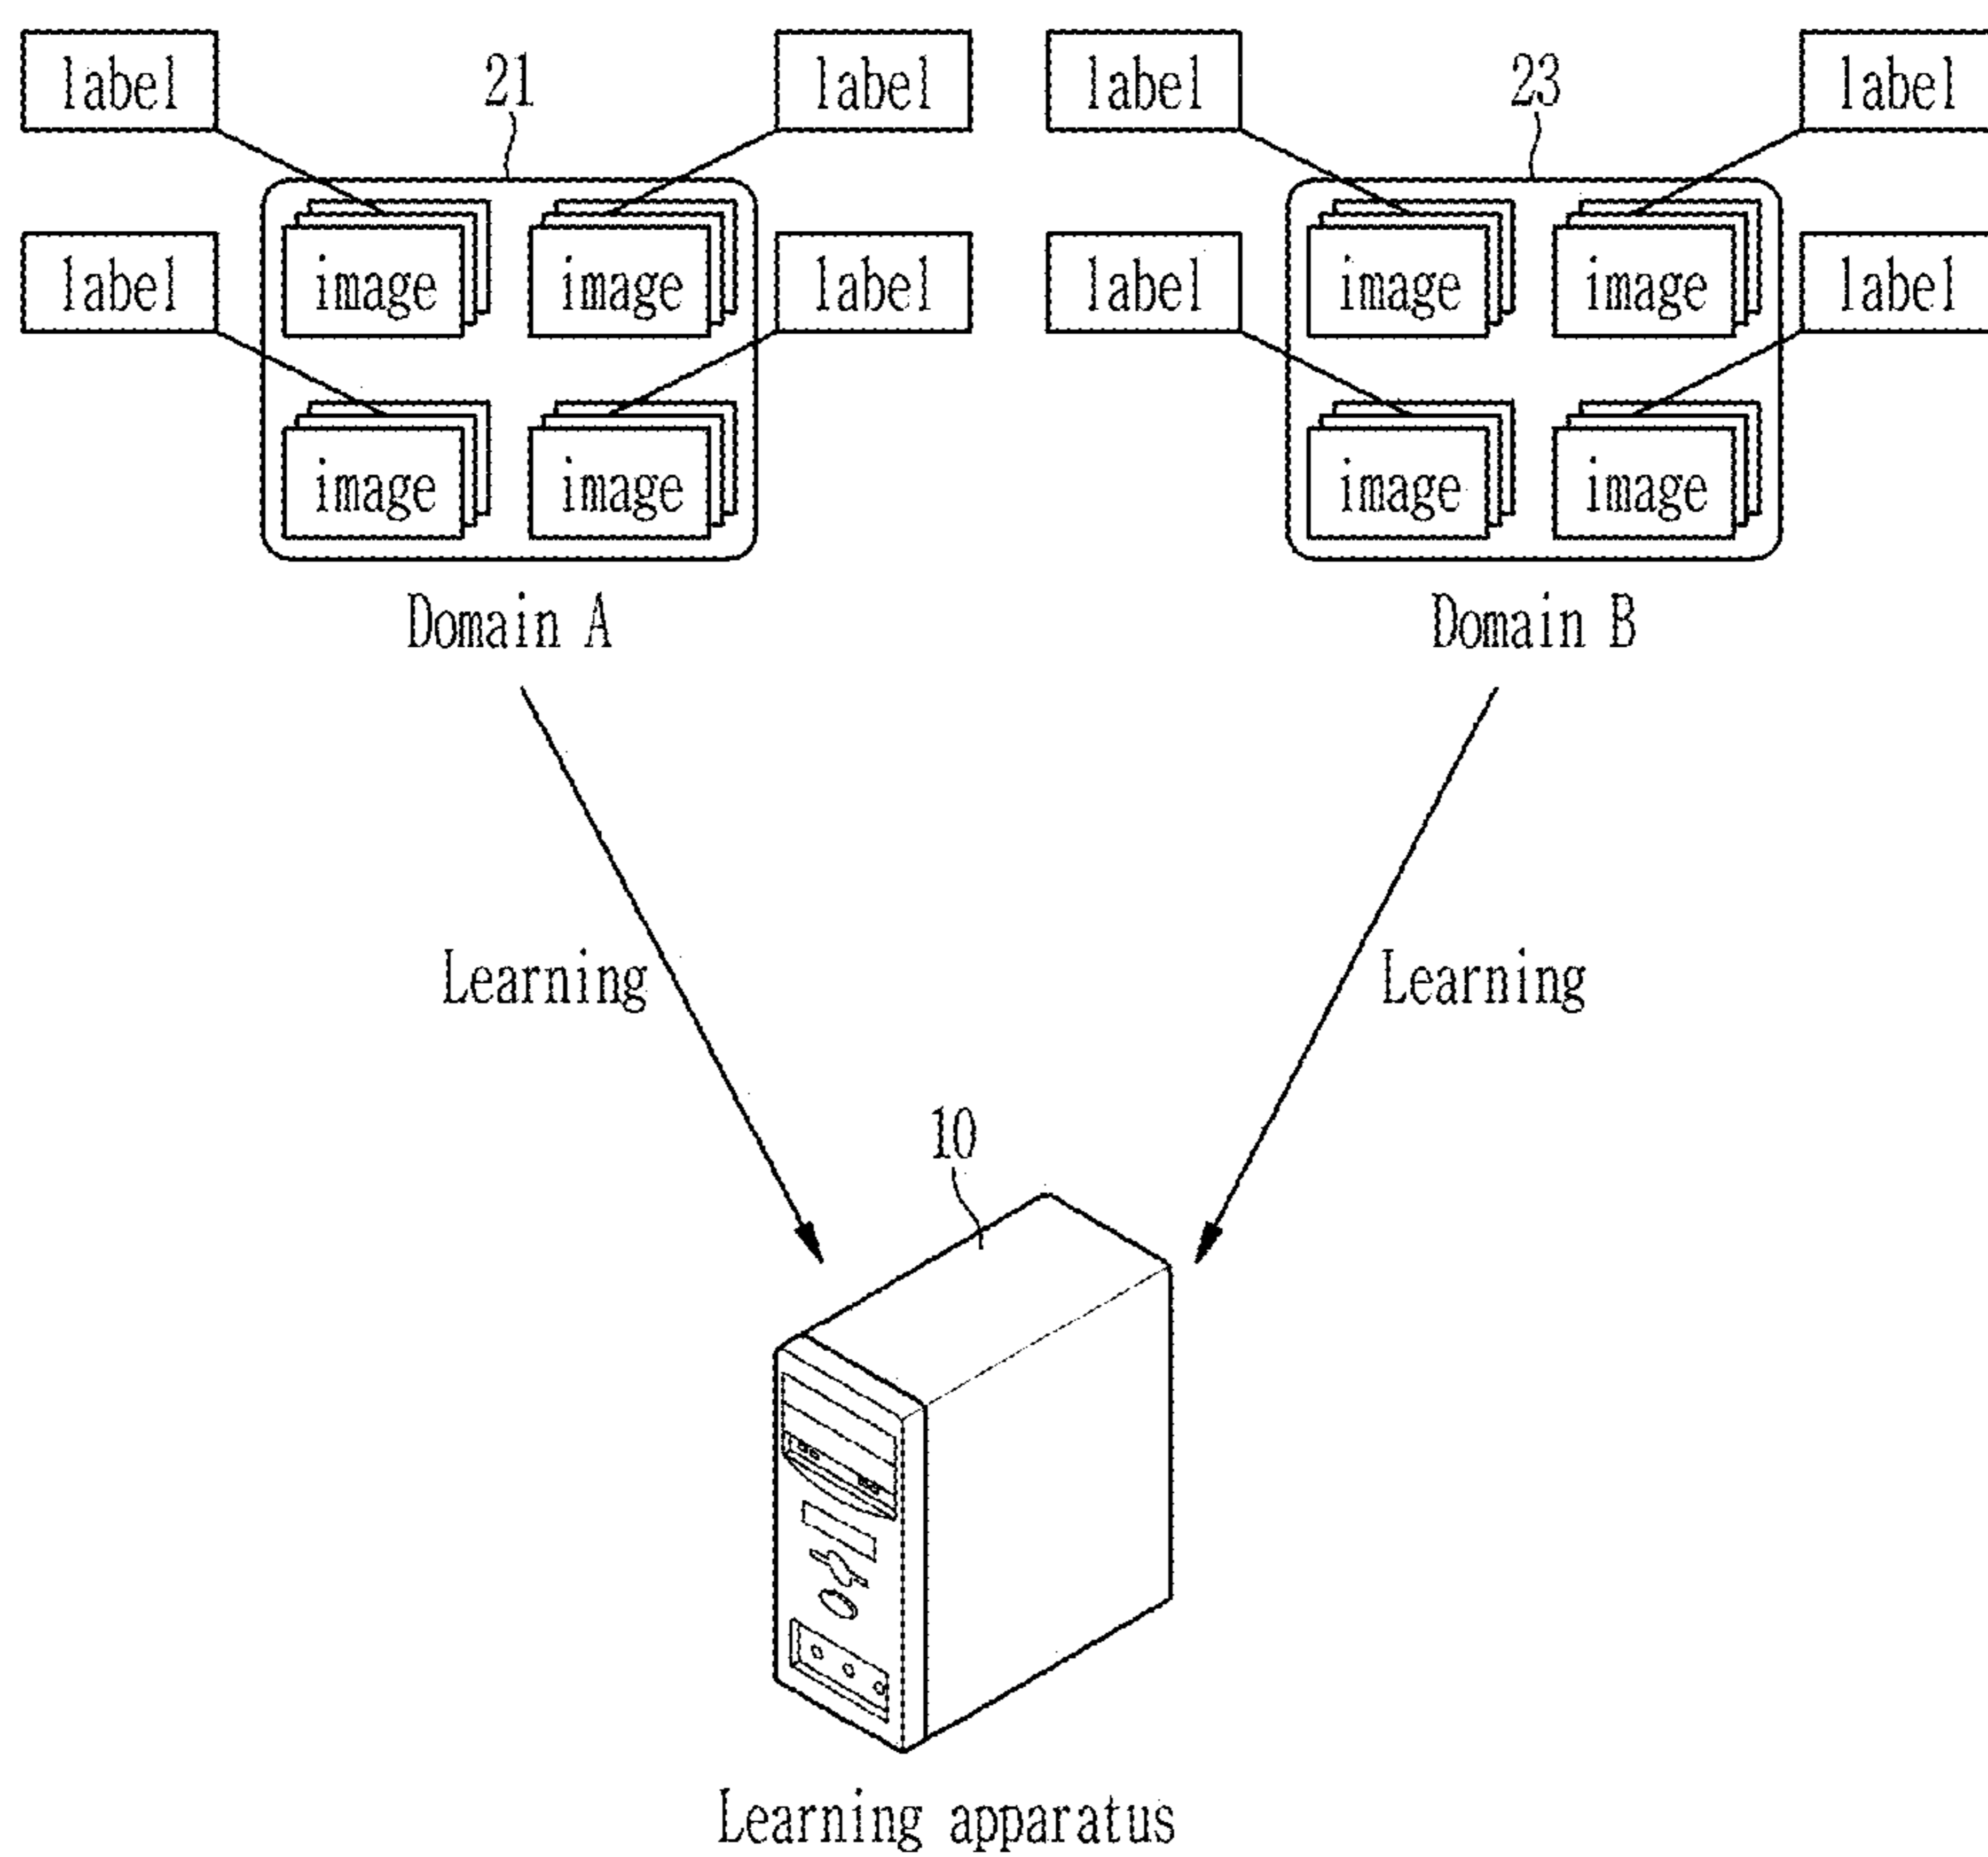 label 21 label label 23 label
image image image image
label label label label
image image image image
Domain A Domain B
Learning Learning
10
Learning apparatus